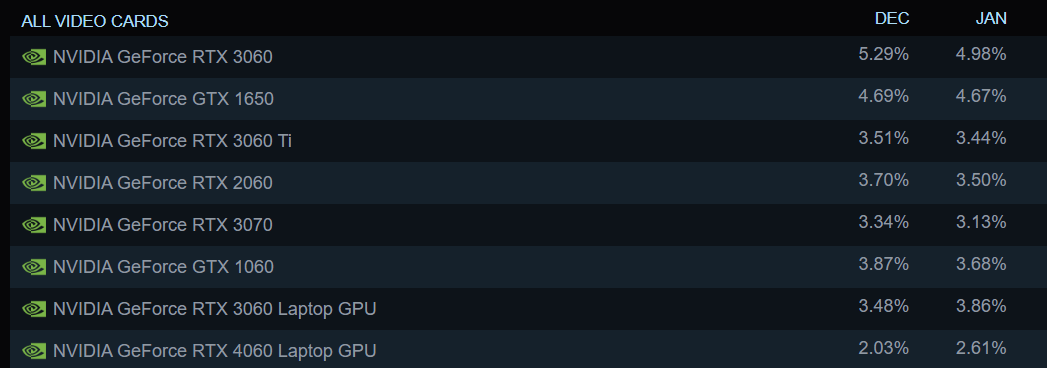 ALL VIDEO CARDS DEC JAN
NVIDIA GeForce RTX 3060 5.29% 4.98%
NVIDIA GeForce GTX 1650 4.69% 4.67%
NVIDIA GeForce RTX 3060 Ti 3.51% 3.44%
NVIDIA GeForce RTX 2060 3.70% 3.50%
NVIDIA GeForce RTX 3070 3.34% 3.13%
NVIDIA GeForce GTX 1060 3.87% 3.68%
NVIDIA GeForce RTX 3060 Laptop GPU 3.48% 3.86%
NVIDIA GeForce RTX 4060 Laptop GPU 2.03% 2.61%